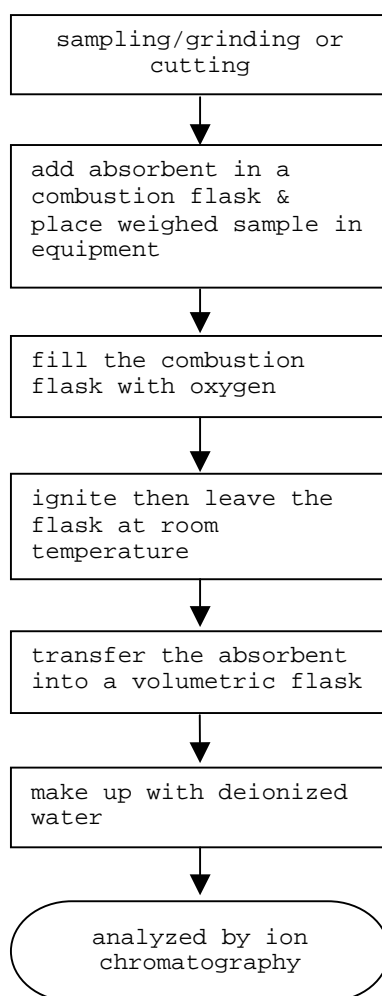 sampling/grinding or
cutting
add absorbent in a
combustion flask &
place weighed sample in
equipment
fill the combustion
flask with oxygen
ignite then leave the
flask at room
temperature
transfer the absorbent
into a volumetric flask
make up with deionized
water
analyzed by ion
chromatography